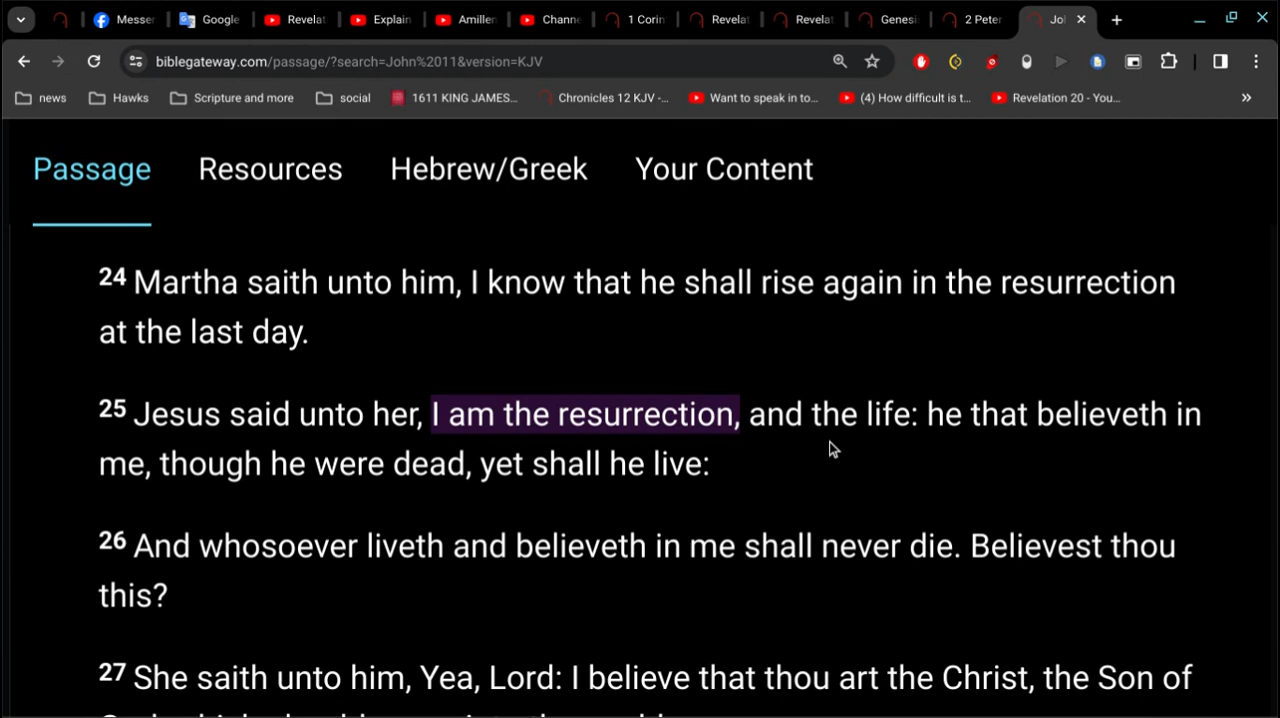 Messer Google Revelat Explain Amillen Channe 1 Corin Revelat Revelat Genesi 2 Peter Jol
biblegateway.com/passage/?search=John%2011&version=KJV
news Hawks Scripture and more social 1611 KING JAMES... Chronicles 12 KJV -... Want to speak in to... (4) How difficult is t... Revelation 20 - You...
Passage Resources Hebrew/Greek Your Content
24 Martha saith unto him, I know that he shall rise again in the resurrection
at the last day.
25 Jesus said unto her, I am the resurrection, and the life: he that believeth in
me, though he were dead, yet shall he live:
26 And whosoever liveth and believeth in me shall never die. Believest thou
this?
27 She saith unto him, Yea, Lord: I believe that thou art the Christ, the Son of